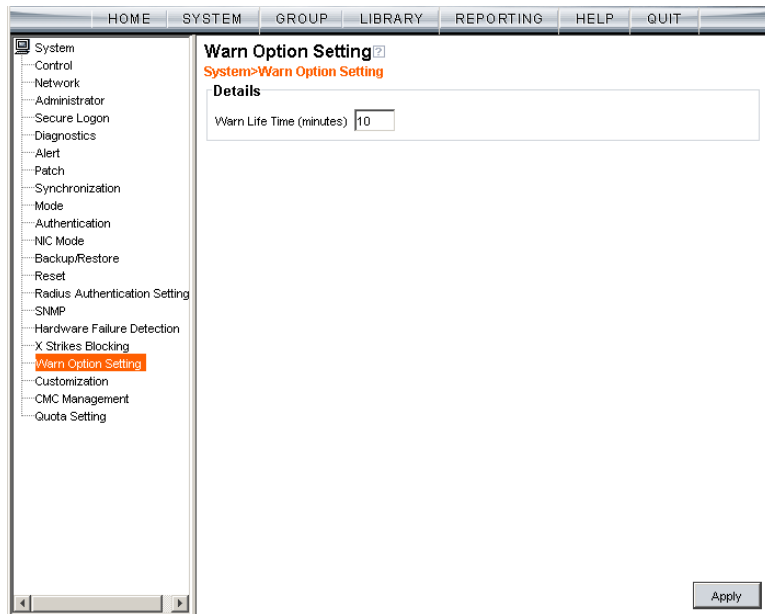 HOME SYSTEM GROUP LIBRARY REPORTING HELP QUIT
System
Control
Network
Administrator
Secure Logon
Diagnostics
Alert
Patch
Synchronization
Mode
Authentication
NIC Mode
Backup/Restore
Reset
Radius Authentication Setting
SNMP
Hardware Failure Detection
X Strikes Blocking
Warn Option Setting
Customization
CMC Management
Quota Setting
Warn Option Setting ?
System>Warn Option Setting
Details
Warn Life Time (minutes) 10
Apply